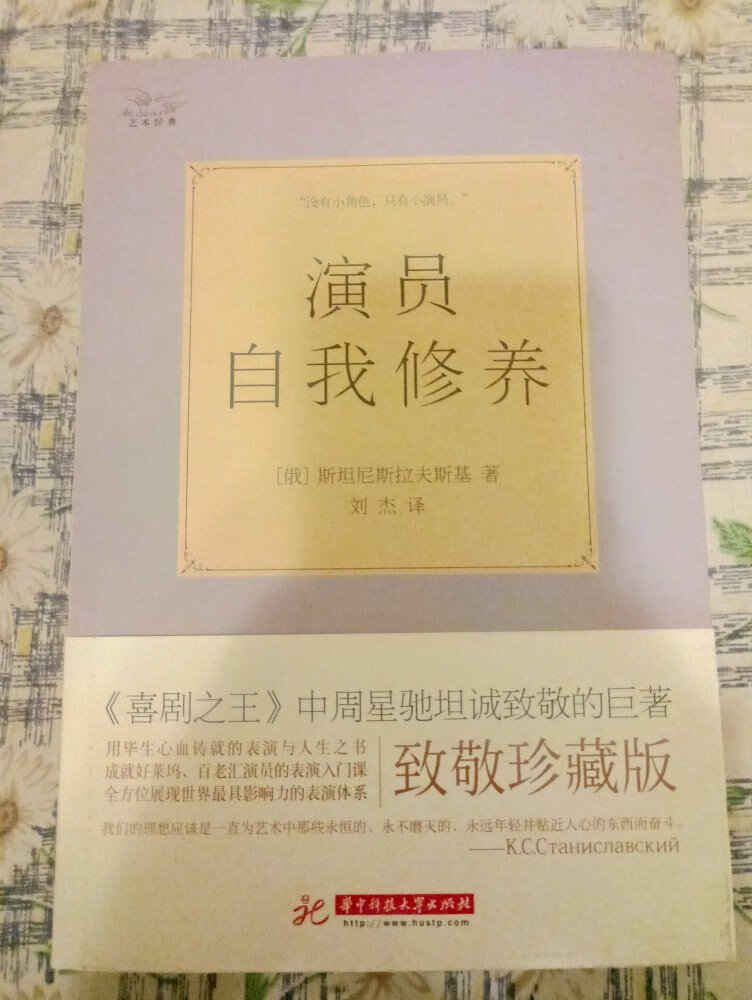 艺术经典
“没有小角色，只有小演员。”
演员
自我修养
[俄] 斯坦尼斯拉夫斯基 著
刘杰 译
《喜剧之王》中周星驰坦诚致敬的巨著
用毕生心血铸就的表演与人生之书
成就好莱坞、百老汇演员的表演入门课
全方位展现世界最具影响力的表演体系
致敬珍藏版
我们的理想应该是一直为艺术中那些永恒的、永不磨灭的、永远年轻并贴近人心的东西而奋斗。
——К.С.Станиславский
华中科技大学出版社
http://www.hustp.com